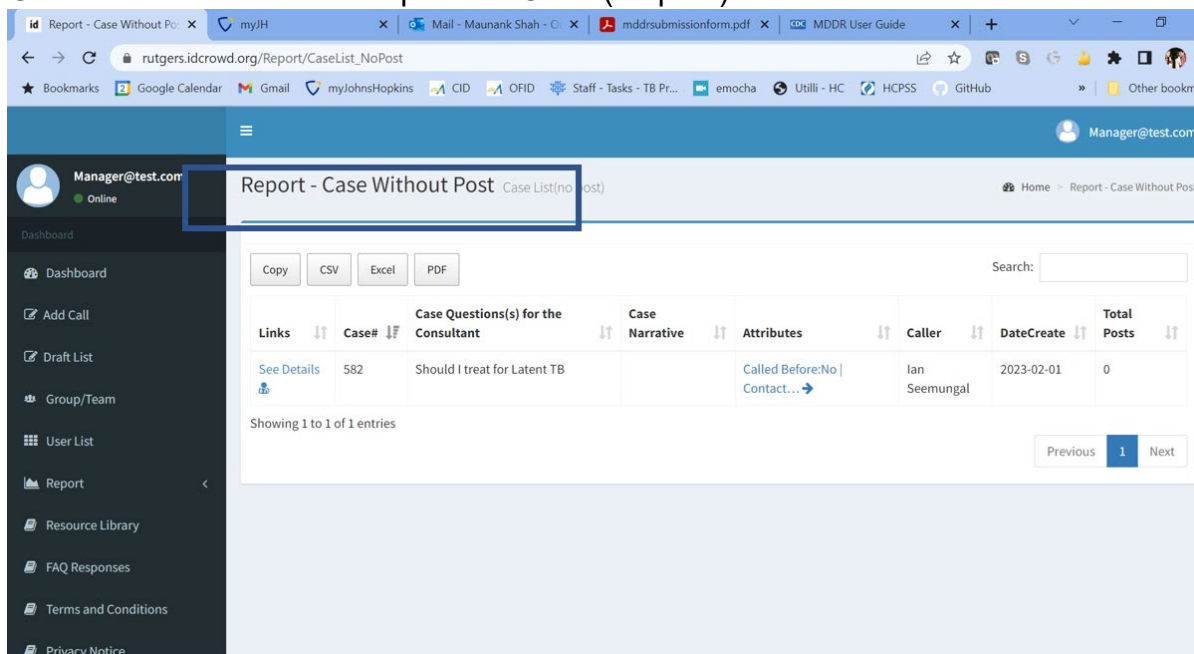 Report - Case Without Po
myJH
Mail - Maunank Shah - O
mddrsubmissionform.pdf
MDDR User Guide
rutgers.idcrowd.org/Report/CaseList_NoPost
Bookmarks
Google Calendar
Gmail
myJohnsHopkins
CID
OFID
Staff - Tasks - TB Pr...
emocha
Utilli - HC
HCPSS
GitHub
»
Other bookm
Manager@test.com
Manager@test.com
Online
Report - Case Without Post Case List(no post)
Home > Report - Case Without Pos
Dashboard
Dashboard
Add Call
Draft List
Group/Team
User List
Report
Resource Library
FAQ Responses
Terms and Conditions
Privacy Notice
Copy CSV Excel PDF
Search:
Links Case# Case Questions(s) for the Consultant Case Narrative Attributes Caller DateCreate Total Posts
See Details 582 Should I treat for Latent TB Called Before:No | Contact... Ian Seemungal 2023-02-01 0
Showing 1 to 1 of 1 entries
Previous 1 Next